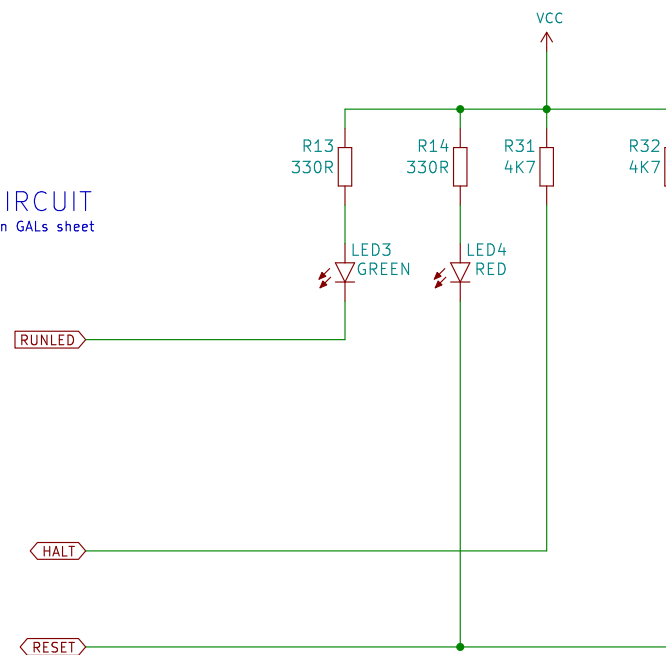 VCC
R13
330R
R14
330R
R31
4K7
R32
4K7
IRCUIT
n GALs sheet
LED3
GREEN
LED4
RED
RUNLED
HALT
RESET